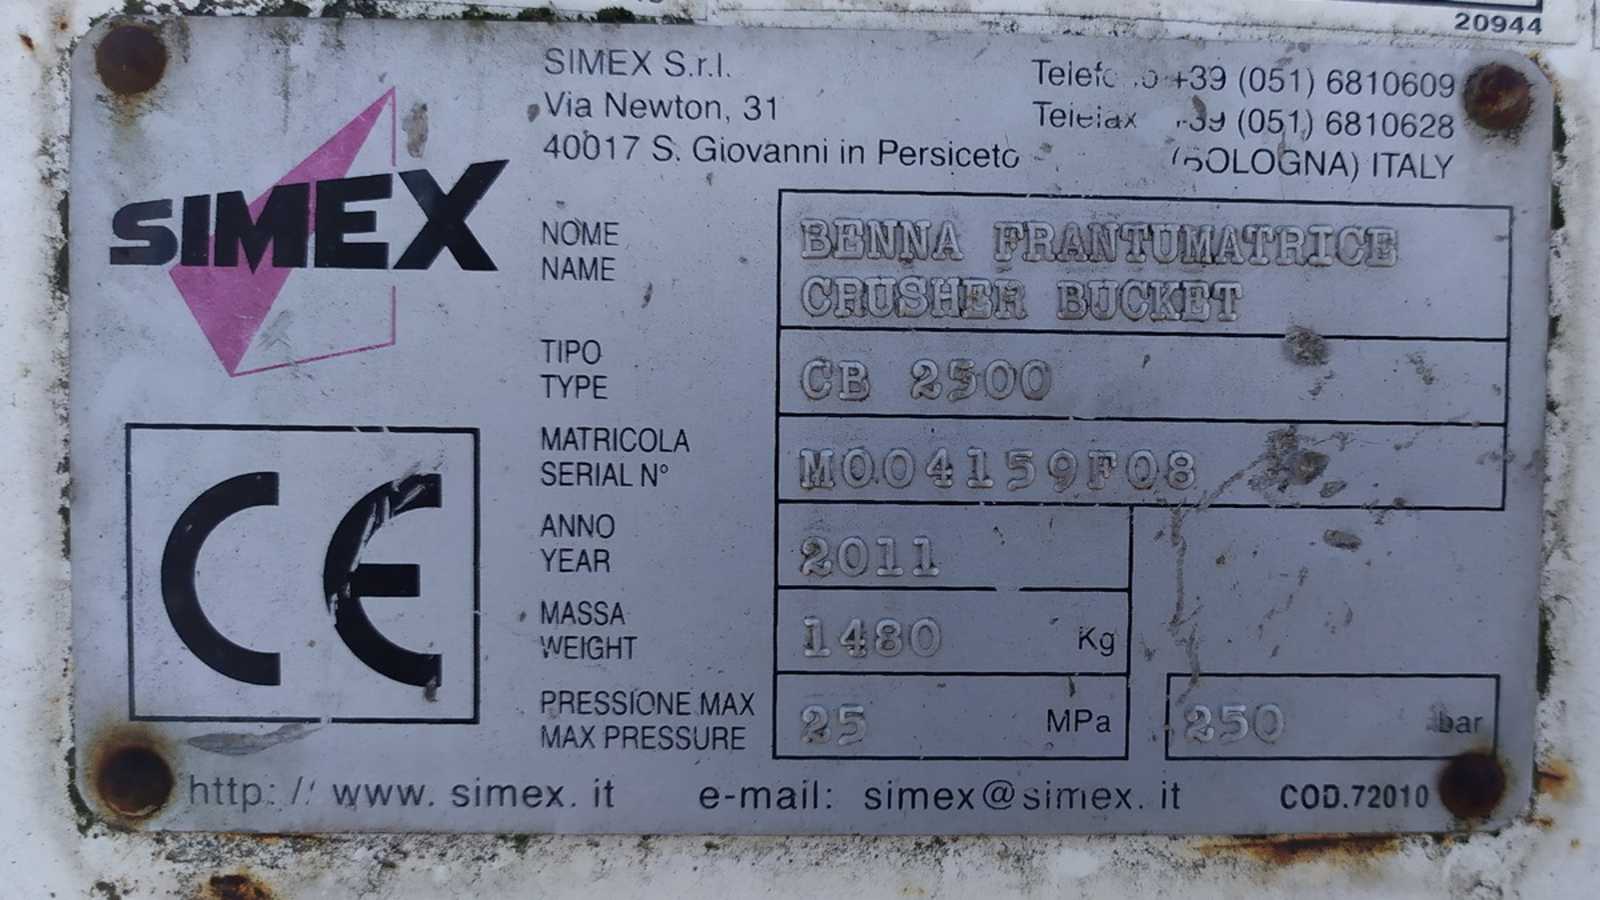 20944
SIMEX S.r.l.
Via Newton, 31
40017 S. Giovanni in Persiceto
+39 (051) 6810609
(051) 6810628
ITALY
SIMEX
NOME
NAME
BENNA FRANTUMATRICE
CRUSHER BUCKET
TIPO
TYPE
CB 2500
MATRICOLA
SERIAL N°
M004159F08
ANNO
YEAR
2011
MASSA
WEIGHT
1480 Kg
PRESSIONE MAX
MAX PRESSURE
25 MPa
250 bar
CE
http: // www. simex. it
e-mail: simex@simex. it
COD.72010